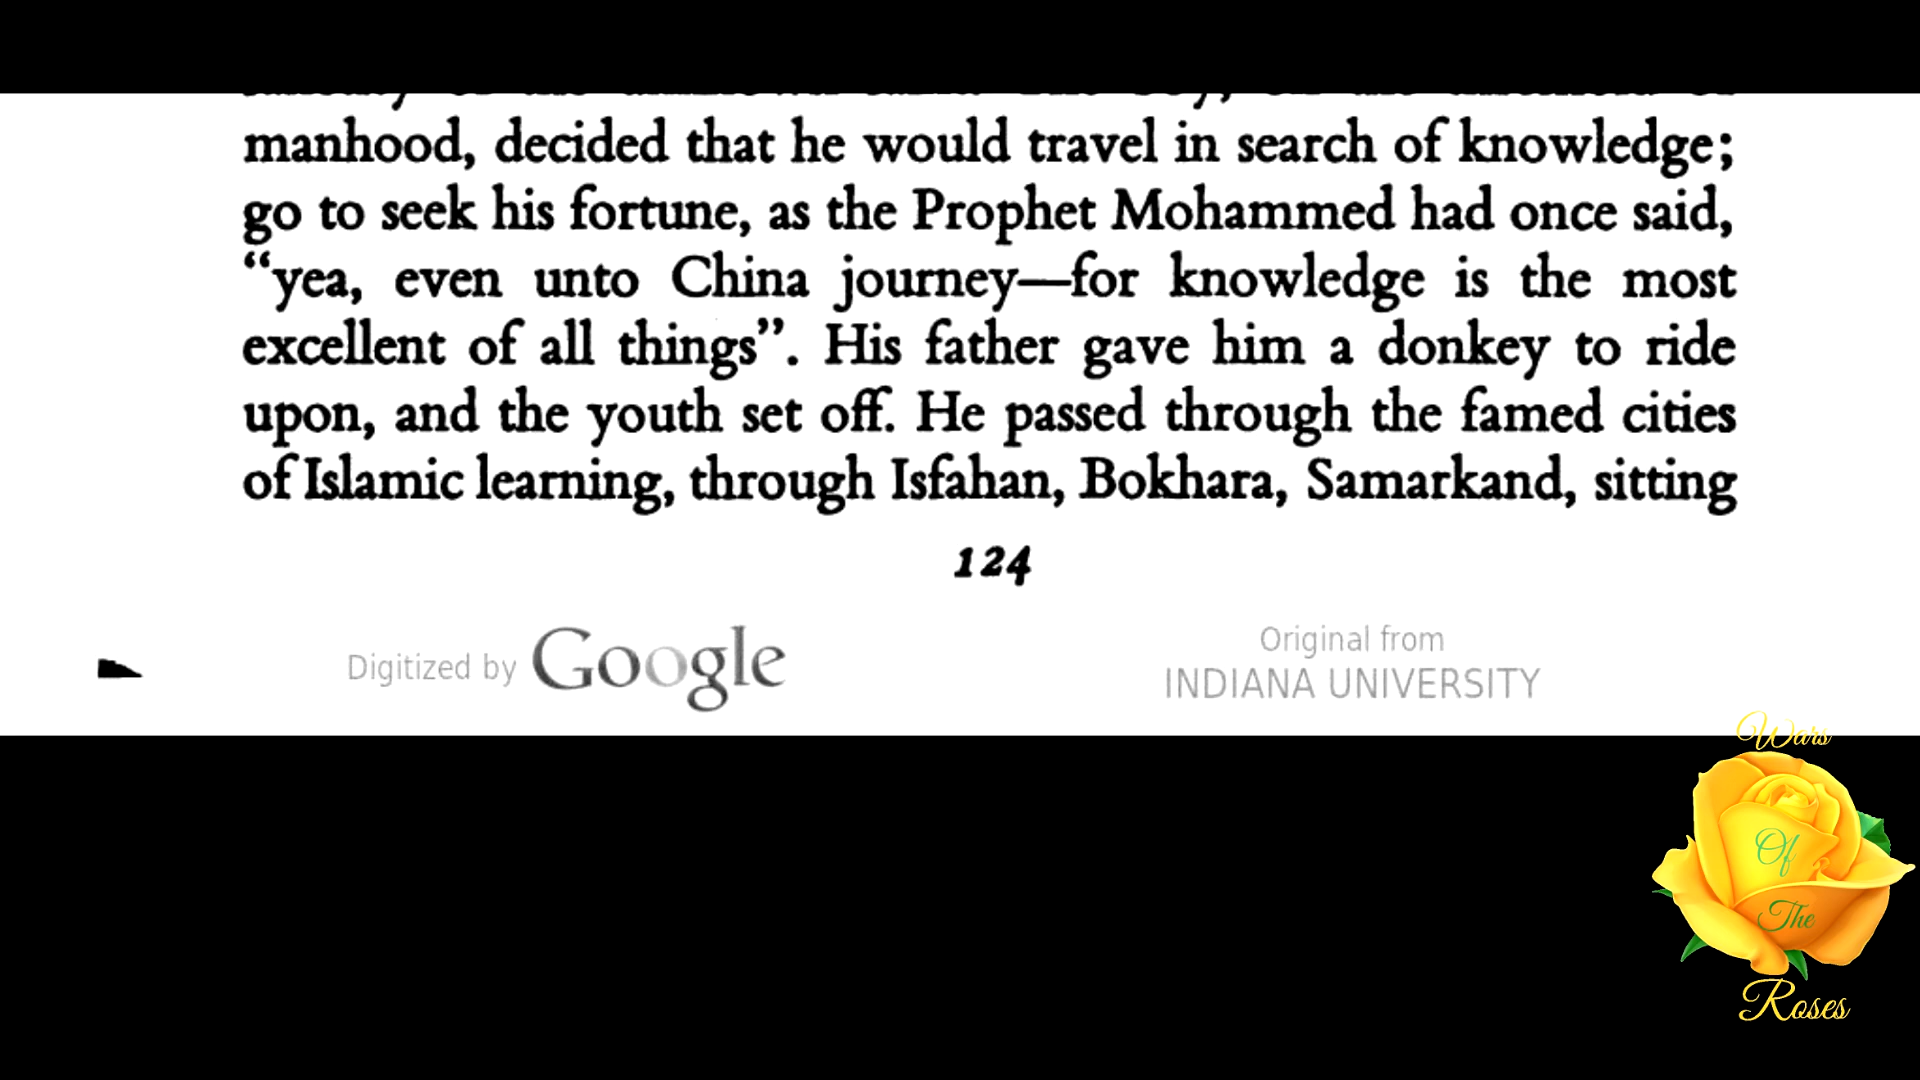 manhood, decided that he would travel in search of knowledge;
go to seek his fortune, as the Prophet Mohammed had once said,
“yea, even unto China journey—for knowledge is the most
excellent of all things”. His father gave him a donkey to ride
upon, and the youth set off. He passed through the famed cities
of Islamic learning, through Isfahan, Bokhara, Samarkand, sitting
124
Digitized by Google
Original from
INDIANA UNIVERSITY
Wars
Of
The
Roses